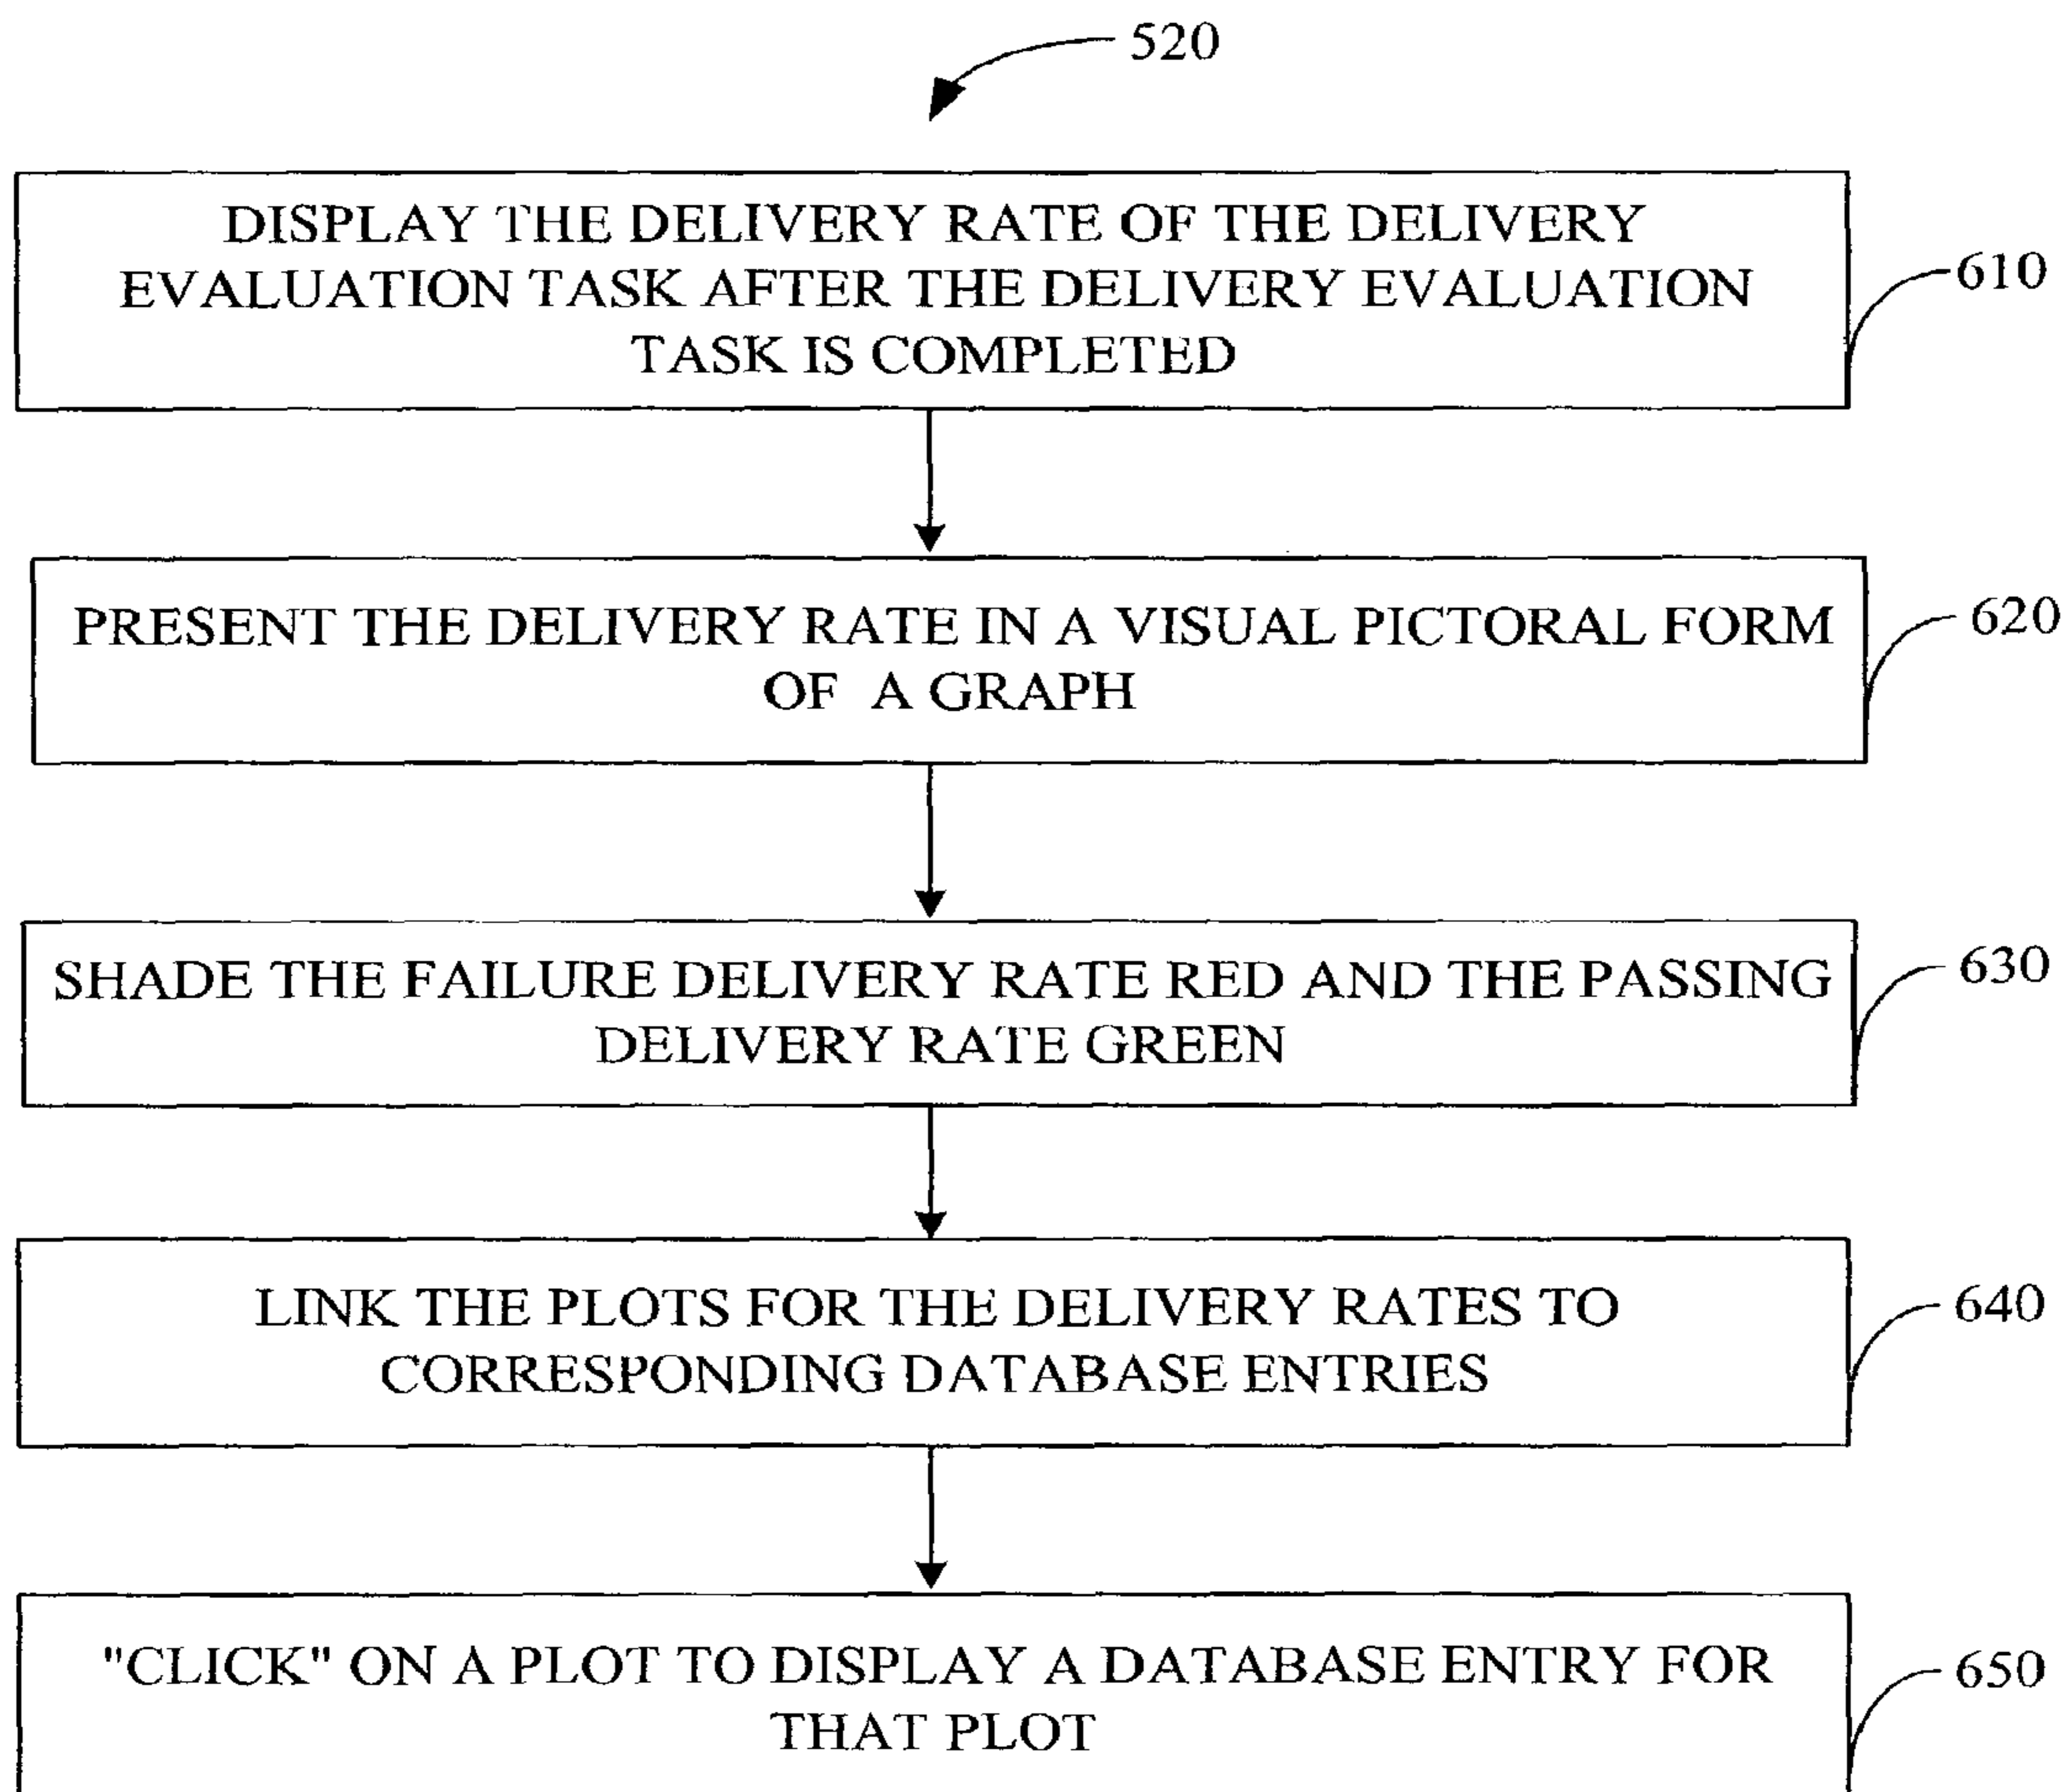 520
DISPLAY THE DELIVERY RATE OF THE DELIVERY
EVALUATION TASK AFTER THE DELIVERY EVALUATION
TASK IS COMPLETED
610
PRESENT THE DELIVERY RATE IN A VISUAL PICTORAL FORM
OF A GRAPH
620
SHADE THE FAILURE DELIVERY RATE RED AND THE PASSING
DELIVERY RATE GREEN
630
LINK THE PLOTS FOR THE DELIVERY RATES TO
CORRESPONDING DATABASE ENTRIES
640
"CLICK" ON A PLOT TO DISPLAY A DATABASE ENTRY FOR
THAT PLOT
650